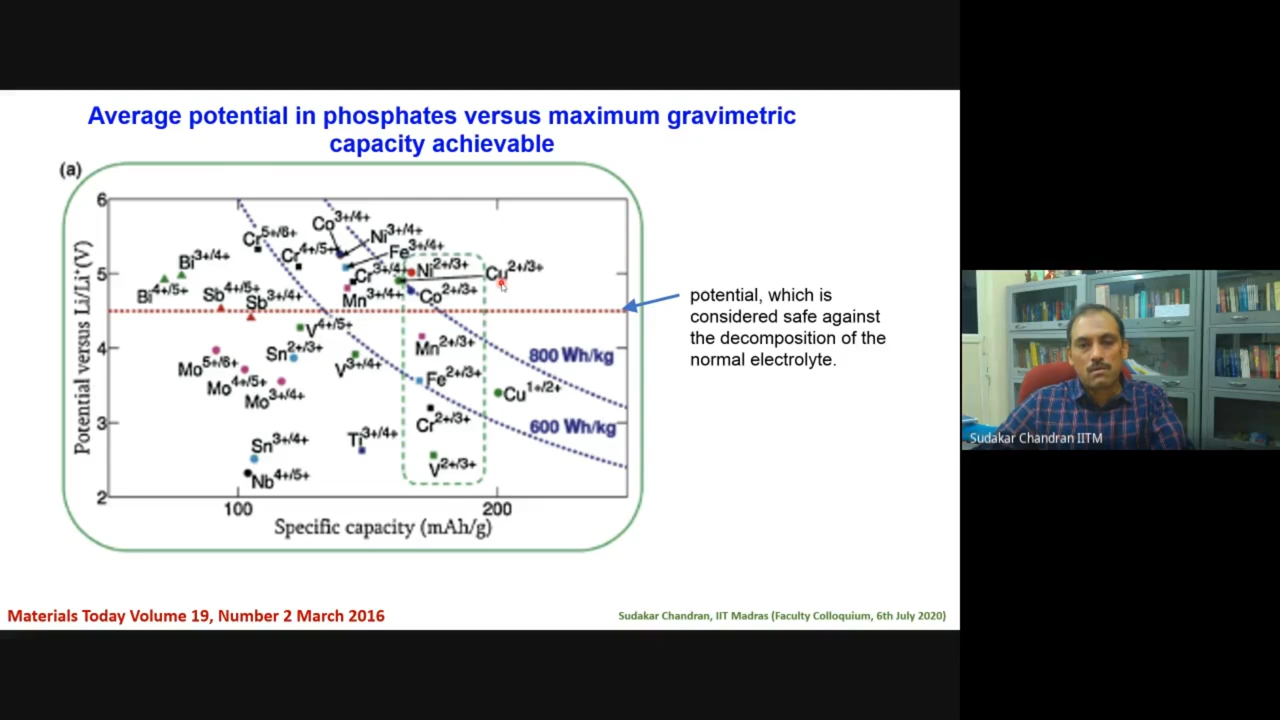 Average potential in phosphates versus maximum gravimetric
capacity achievable
(a)
Potential versus Li/Li⁺(V)
6
5
4
3
2
Co³⁺/⁴⁺
Ni³⁺/⁴⁺
Cr⁵⁺/⁶⁺
Cr⁴⁺/⁵⁺
Fe³⁺/⁴⁺
Bi³⁺/⁴⁺
Cr³⁺/⁴⁺
Ni²⁺/³⁺
Cu²⁺/³⁺
Bi⁴⁺/⁵⁺
Sb⁴⁺/⁵⁺
Sb³⁺/⁴⁺
Mn³⁺/⁴⁺
Co²⁺/³⁺
V⁴⁺/⁵⁺
Sn²⁺/³⁺
Mn²⁺/³⁺
800 Wh/kg
Mo⁵⁺/⁶⁺
V³⁺/⁴⁺
Mo⁴⁺/⁵⁺
Fe²⁺/³⁺
Mo³⁺/⁴⁺
Cu¹⁺/²⁺
Cr²⁺/³⁺
600 Wh/kg
Sn³⁺/⁴⁺
Ti³⁺/⁴⁺
V²⁺/³⁺
Nb⁴⁺/⁵⁺
100
200
Specific capacity (mAh/g)
potential, which is
considered safe against
the decomposition of the
normal electrolyte.
Materials Today Volume 19, Number 2 March 2016
Sudakar Chandran, IIT Madras (Faculty Colloquium, 6th July 2020)
Sudakar Chandran IITM